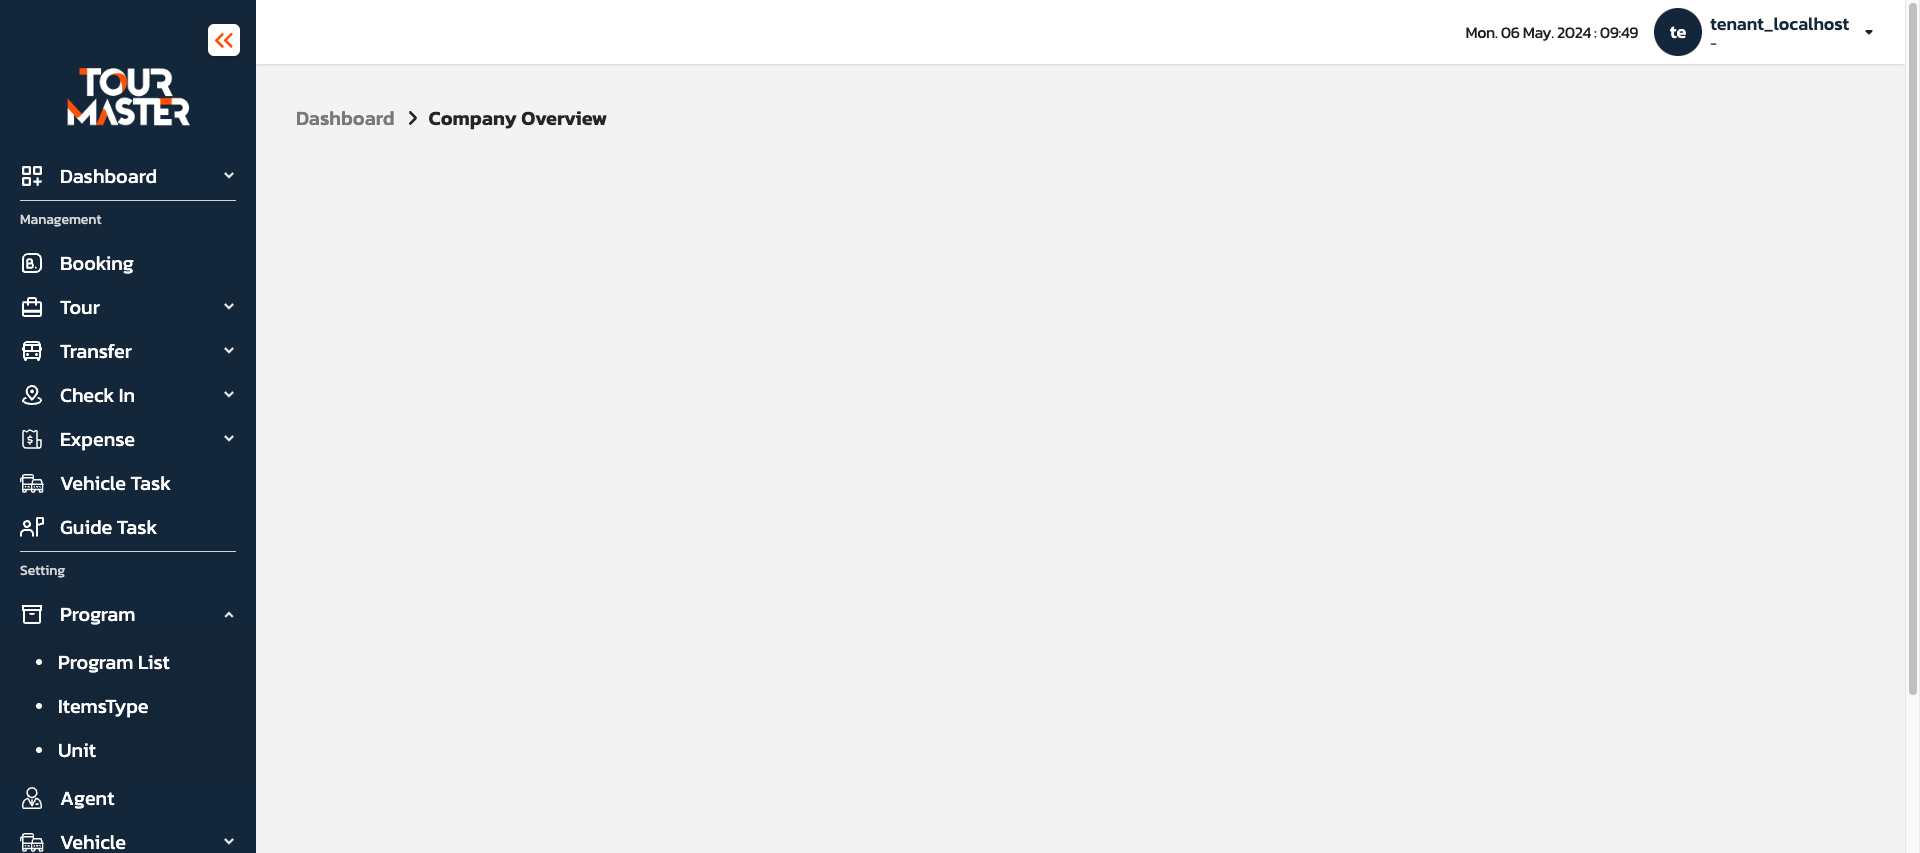 TOUR
MASTER
Dashboard
Management
Booking
Tour
Transfer
Check In
Expense
Vehicle Task
Guide Task
Setting
Program
• Program List
• ItemsType
• Unit
Agent
Vehicle
Mon. 06 May. 2024 : 09:49
te
tenant_localhost
-
Dashboard > Company Overview